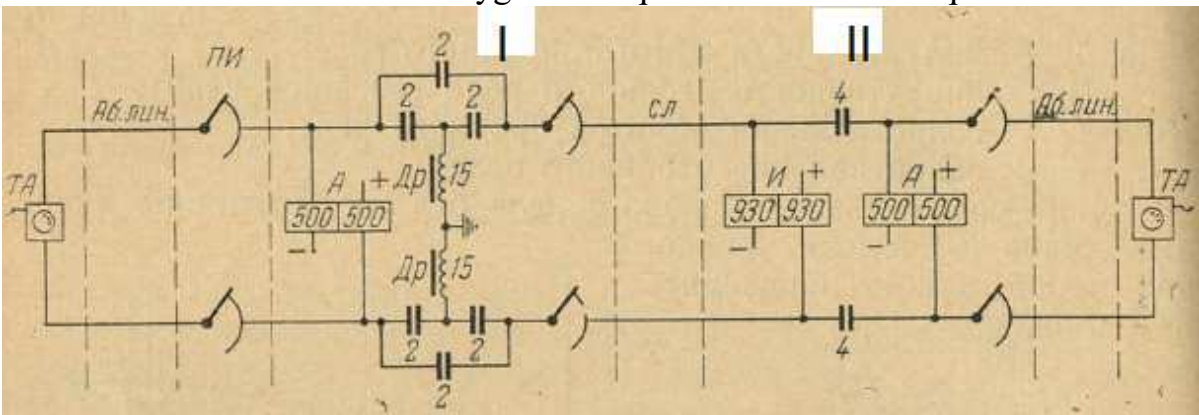 I II
ПИ 2 4
Аб.лин. 2 2 сл. Аб.лин.
ТА А + Др 15 И + А + ТА
500 500 930 930 500 500
− − −
Др 15
2 2 4
2